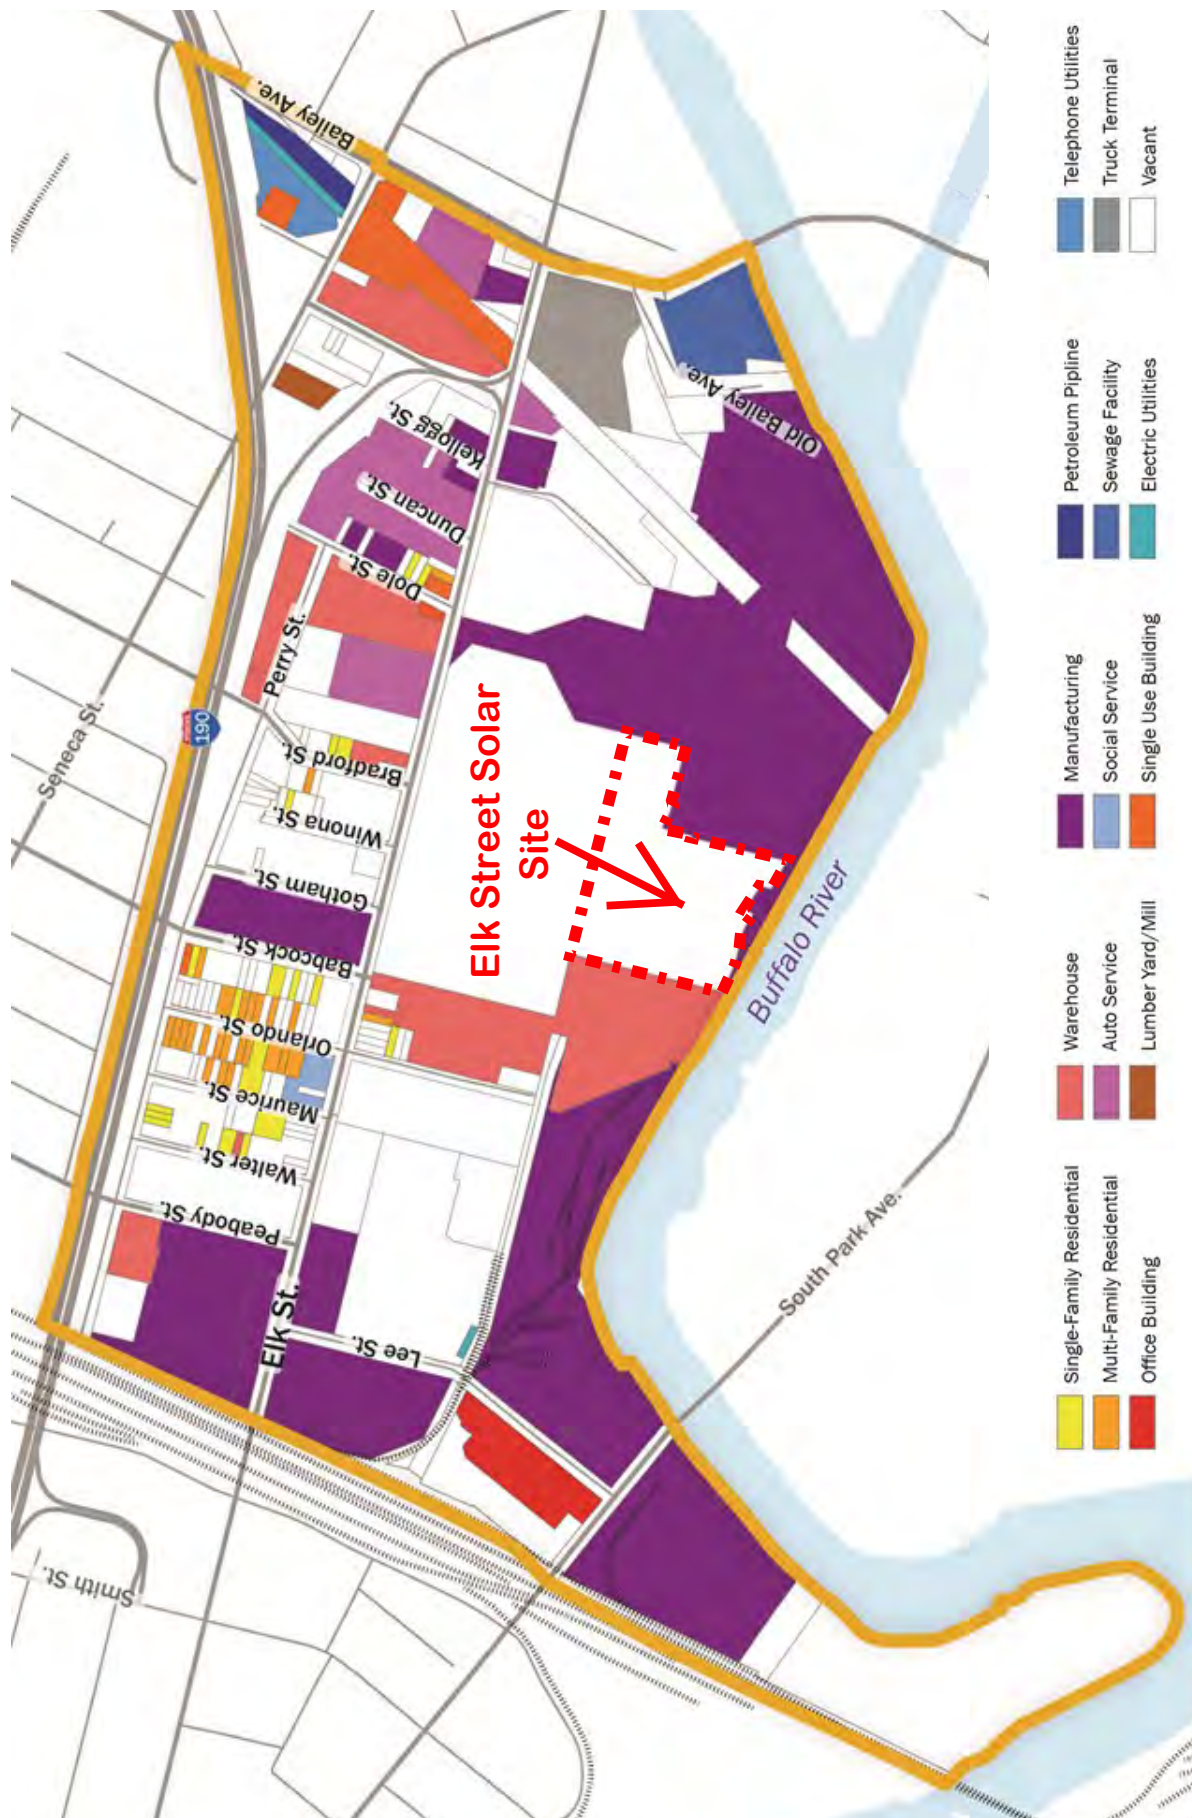 Bailey Ave.
Seneca St.
190
Perry St.
Kellogg St.
Duncan St.
Dole St.
Bradford St.
Winona St.
Gotham St.
Babcock St.
Orlando St.
Maurice St.
Walter St.
Peabody St.
Elk St.
Lee St.
Smith St.
Old Bailey Ave.
Elk Street Solar
Site
Buffalo River
South Park Ave.
Single-Family Residential
Multi-Family Residential
Office Building
Warehouse
Auto Service
Lumber Yard/Mill
Manufacturing
Social Service
Single Use Building
Petroleum Pipline
Sewage Facility
Electric Utilities
Telephone Utilities
Truck Terminal
Vacant